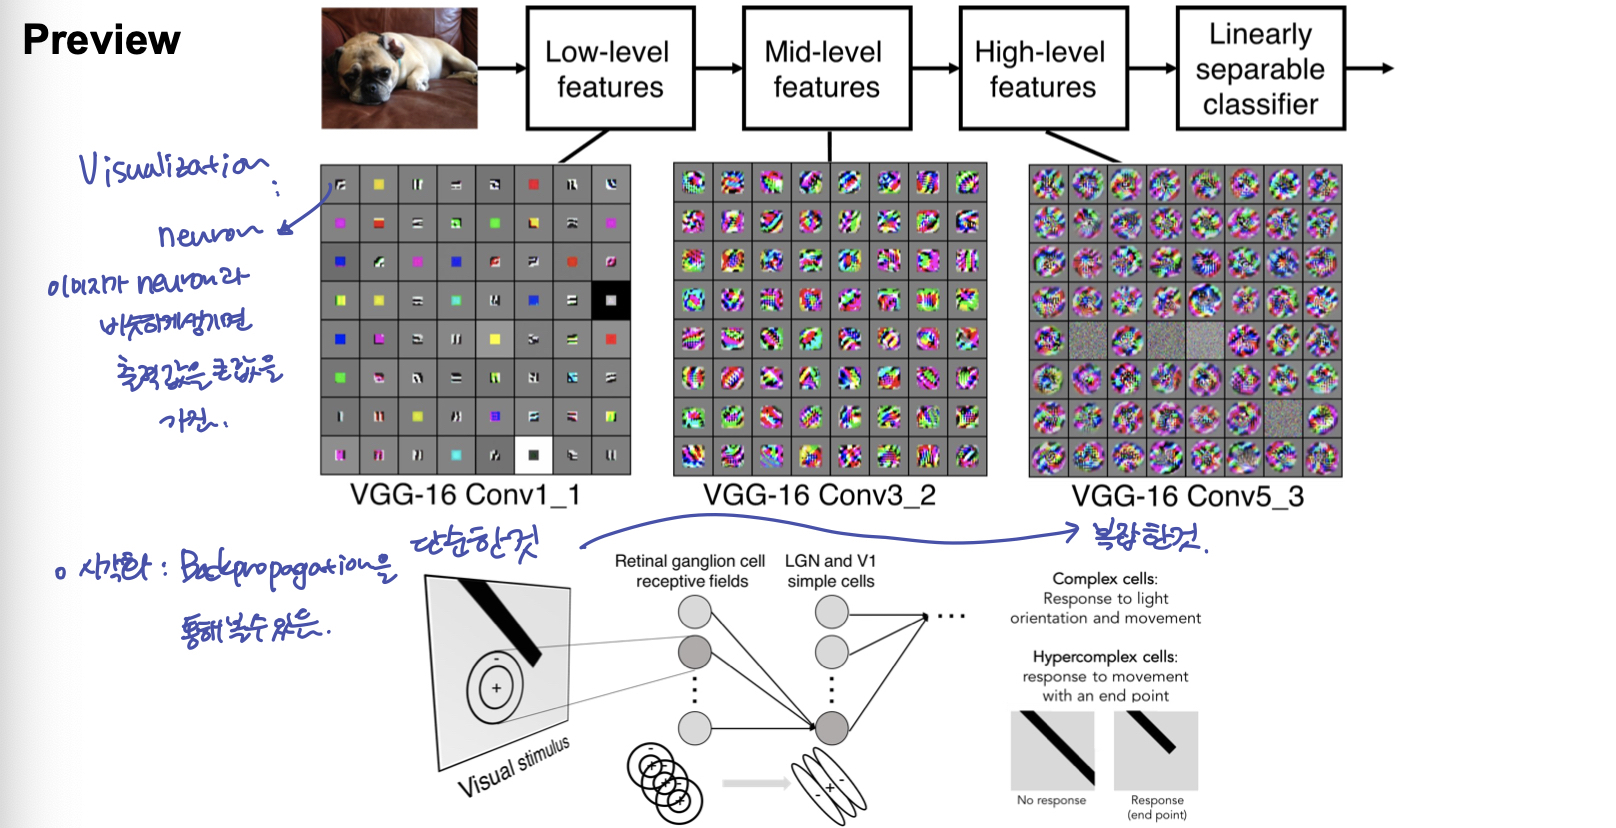 Preview
Low-level
features
Mid-level
features
High-level
features
Linearly
separable
classifier
Visualization
neuron
이미지가 neuron과
비슷하게생기면
출력값을 큰값을
가진.
VGG-16 Conv1_1
VGG-16 Conv3_2
VGG-16 Conv5_3
단순한것
복잡한것.
o 시각화 : Backpropagation을
통해볼수있음.
Visual stimulus
Retinal ganglion cell
receptive fields
LGN and V1
simple cells
Complex cells:
Response to light
orientation and movement
Hypercomplex cells:
response to movement
with an end point
No response
Response
(end point)